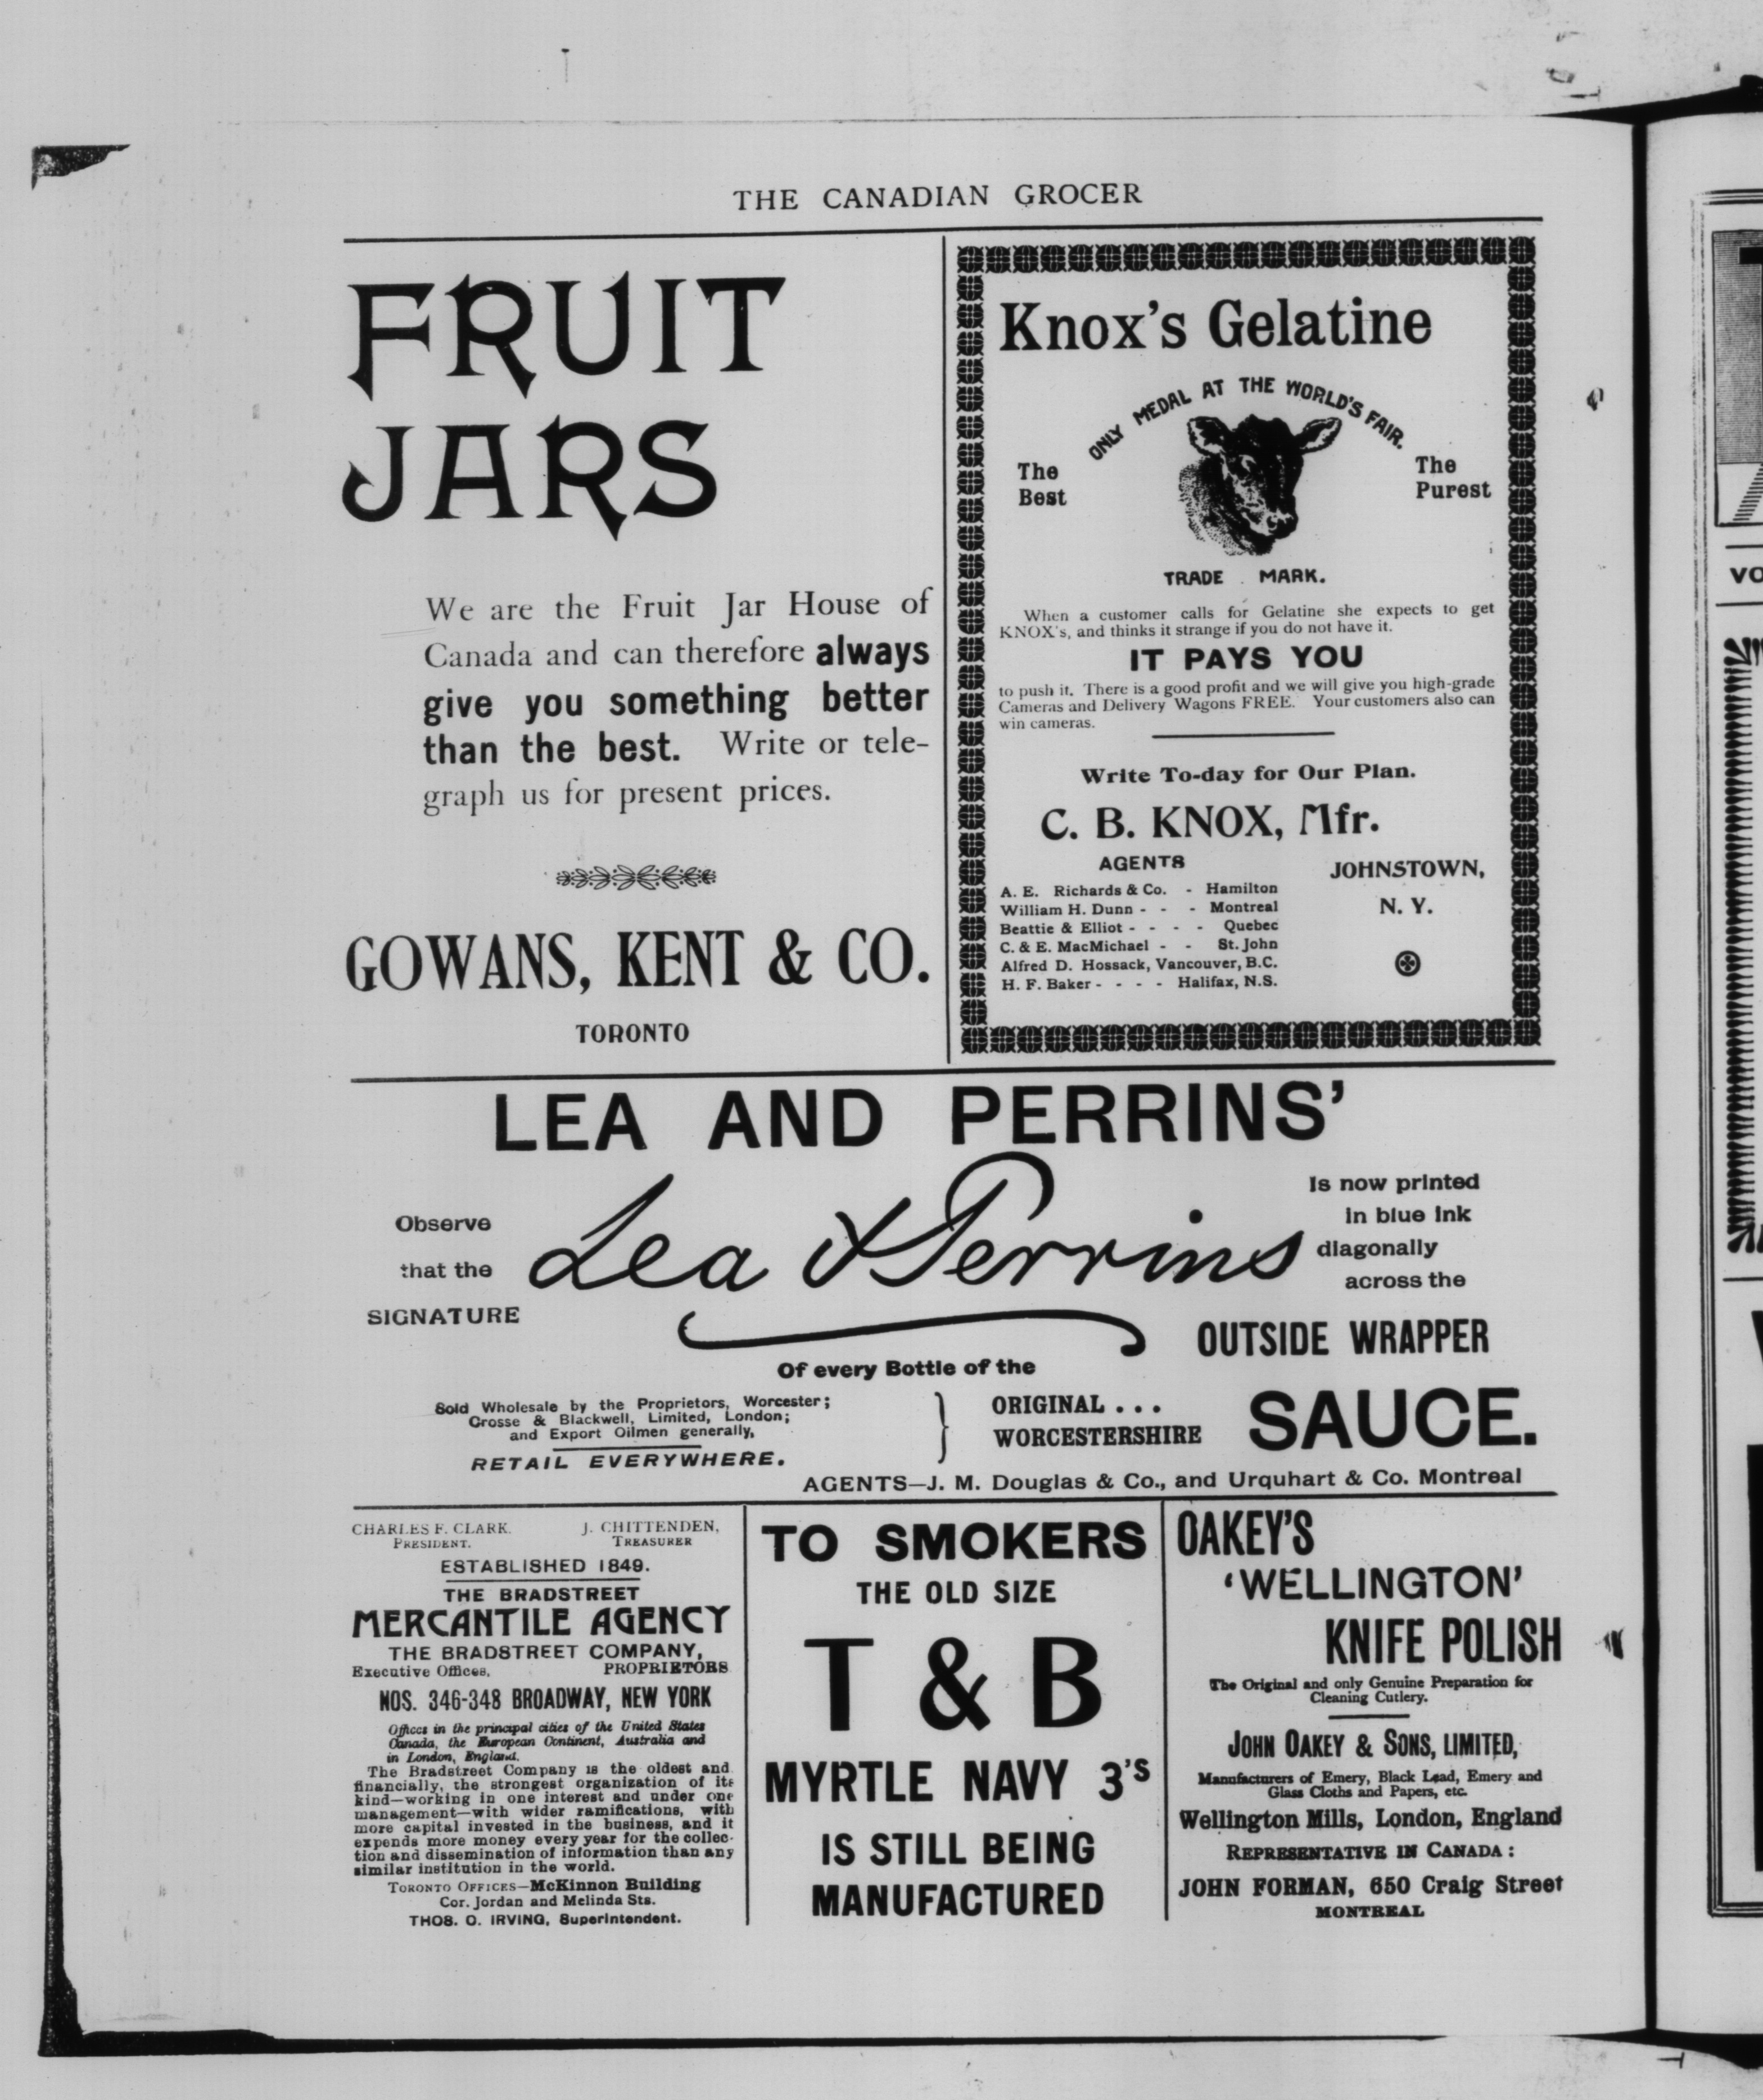 THE CANADIAN GROCER
FRUIT
JARS
We are the Fruit Jar House of
Canada and can therefore always
give you something better
than the best. Write or tele-
graph us for present prices.
GOWANS, KENT & CO.
TORONTO
Knox's Gelatine
ONLY MEDAL AT THE WORLD'S FAIR.
The
Best
The
Purest
TRADE MARK.
When a customer calls for Gelatine she expects to get
KNOX's, and thinks it strange if you do not have it.
IT PAYS YOU
to push it. There is a good profit and we will give you high-grade
Cameras and Delivery Wagons FREE. Your customers also can
win cameras.
Write To-day for Our Plan.
C. B. KNOX, Mfr.
AGENTS
A. E. Richards & Co. - Hamilton
William H. Dunn - - - Montreal
Beattie & Elliot - - - - Quebec
C. & E. MacMichael - - St. John
Alfred D. Hossack, Vancouver, B.C.
H. F. Baker - - - - Halifax, N.S.
JOHNSTOWN,
N. Y.
LEA AND PERRINS'
Observe
that the
SIGNATURE
Lea & Perrins
Is now printed
in blue ink
diagonally
across the
OUTSIDE WRAPPER
Of every Bottle of the
Sold Wholesale by the Proprietors, Worcester;
Crosse & Blackwell, Limited, London;
and Export Oilmen generally,
RETAIL EVERYWHERE.
ORIGINAL . . .
WORCESTERSHIRE
SAUCE.
AGENTS—J. M. Douglas & Co., and Urquhart & Co. Montreal
CHARLES F. CLARK, J. CHITTENDEN,
PRESIDENT. TREASURER
ESTABLISHED 1849.
THE BRADSTREET
MERCANTILE AGENCY
THE BRADSTREET COMPANY,
Executive Offices, PROPRIETORS
NOS. 346-348 BROADWAY, NEW YORK
Offices in the principal cities of the United States
Canada, the European Continent, Australia and
in London, England.
The Bradstreet Company is the oldest and
financially, the strongest organization of its
kind—working in one interest and under one
management—with wider ramifications, with
more capital invested in the business, and it
expends more money every year for the collec-
tion and dissemination of information than any
similar institution in the world.
TORONTO OFFICES—McKinnon Building
Cor. Jordan and Melinda Sts.
THOS. O. IRVING, Superintendent.
TO SMOKERS
THE OLD SIZE
T & B
MYRTLE NAVY 3's
IS STILL BEING
MANUFACTURED
OAKEY'S
'WELLINGTON'
KNIFE POLISH
The Original and only Genuine Preparation for
Cleaning Cutlery.
JOHN OAKEY & SONS, LIMITED,
Manufacturers of Emery, Black Lead, Emery and
Glass Cloths and Papers, etc.
Wellington Mills, London, England
REPRESENTATIVE IN CANADA:
JOHN FORMAN, 650 Craig Street
MONTREAL
VO